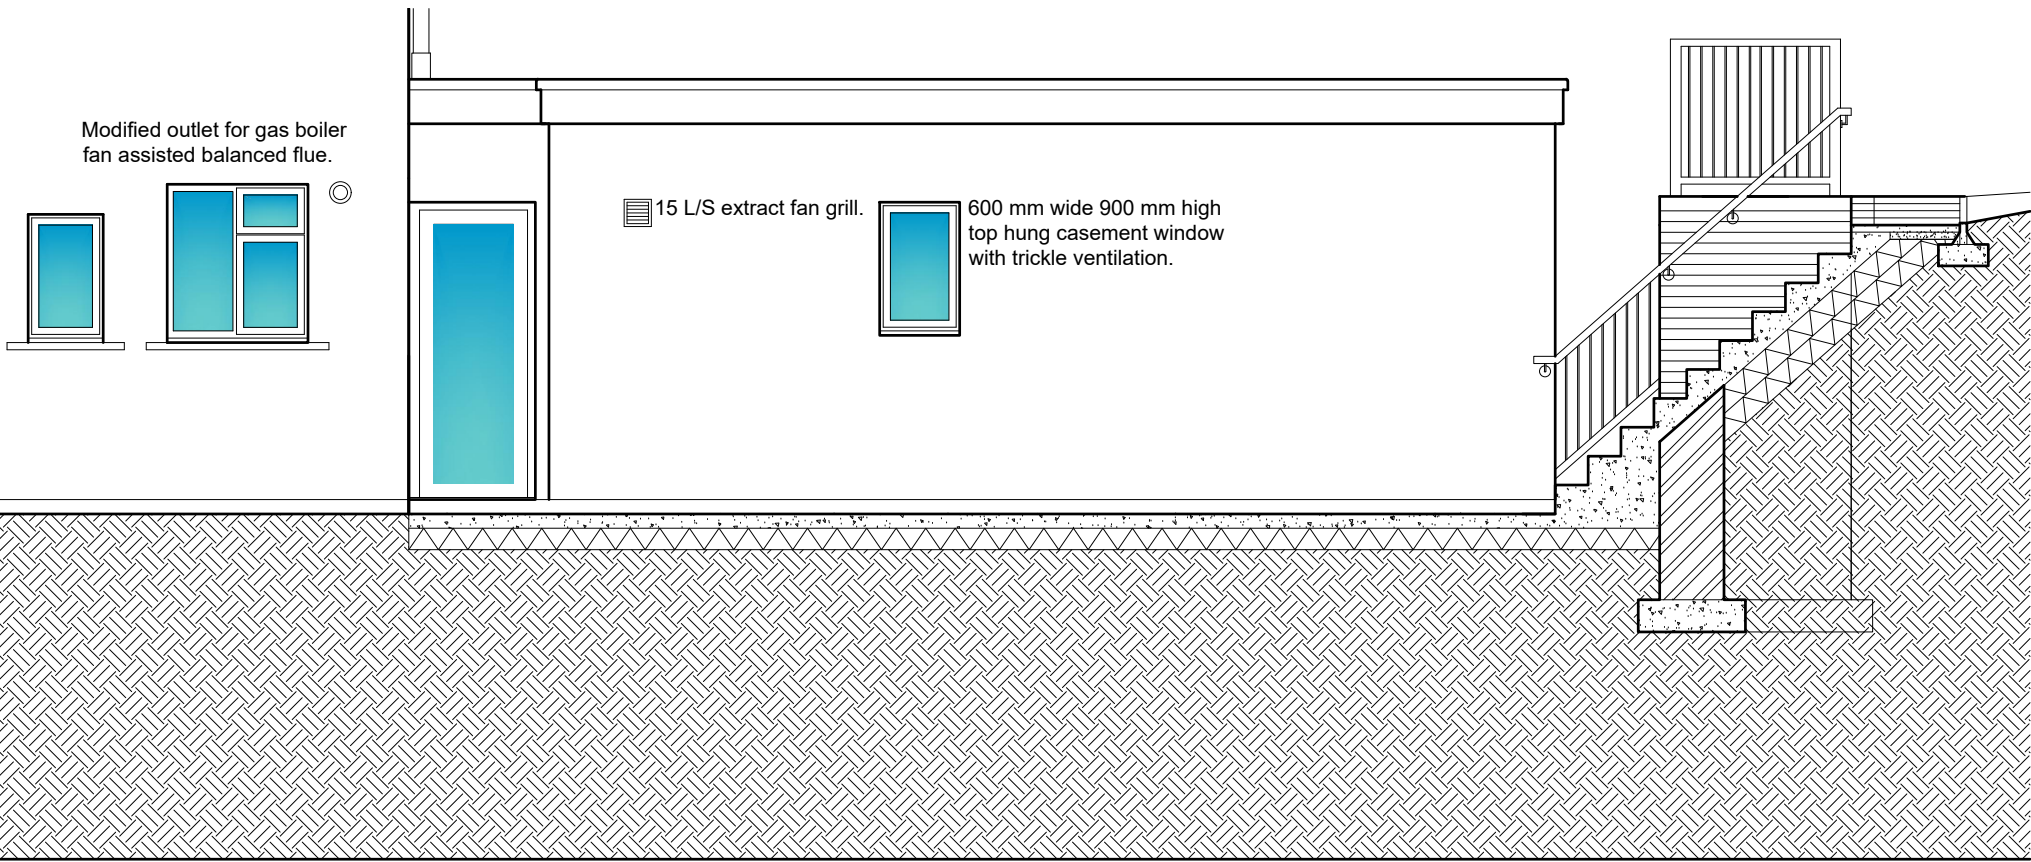 Modified outlet for gas boiler
fan assisted balanced flue.
15 L/S extract fan grill.
600 mm wide 900 mm high
top hung casement window
with trickle ventilation.